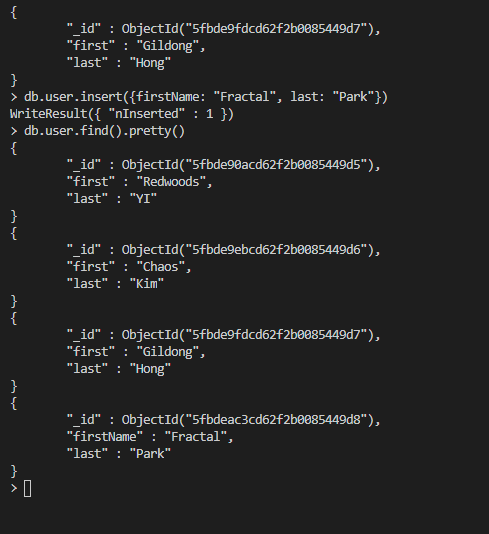 {
        "_id" : ObjectId("5fbde9fdcd62f2b0085449d7"),
        "first" : "Gildong",
        "last" : "Hong"
}
> db.user.insert({firstName: "Fractal", last: "Park"})
WriteResult({ "nInserted" : 1 })
> db.user.find().pretty()
{
        "_id" : ObjectId("5fbde90acd62f2b0085449d5"),
        "first" : "Redwoods",
        "last" : "YI"
}
{
        "_id" : ObjectId("5fbde9ebcd62f2b0085449d6"),
        "first" : "Chaos",
        "last" : "Kim"
}
{
        "_id" : ObjectId("5fbde9fdcd62f2b0085449d7"),
        "first" : "Gildong",
        "last" : "Hong"
}
{
        "_id" : ObjectId("5fbdeac3cd62f2b0085449d8"),
        "firstName" : "Fractal",
        "last" : "Park"
}
>